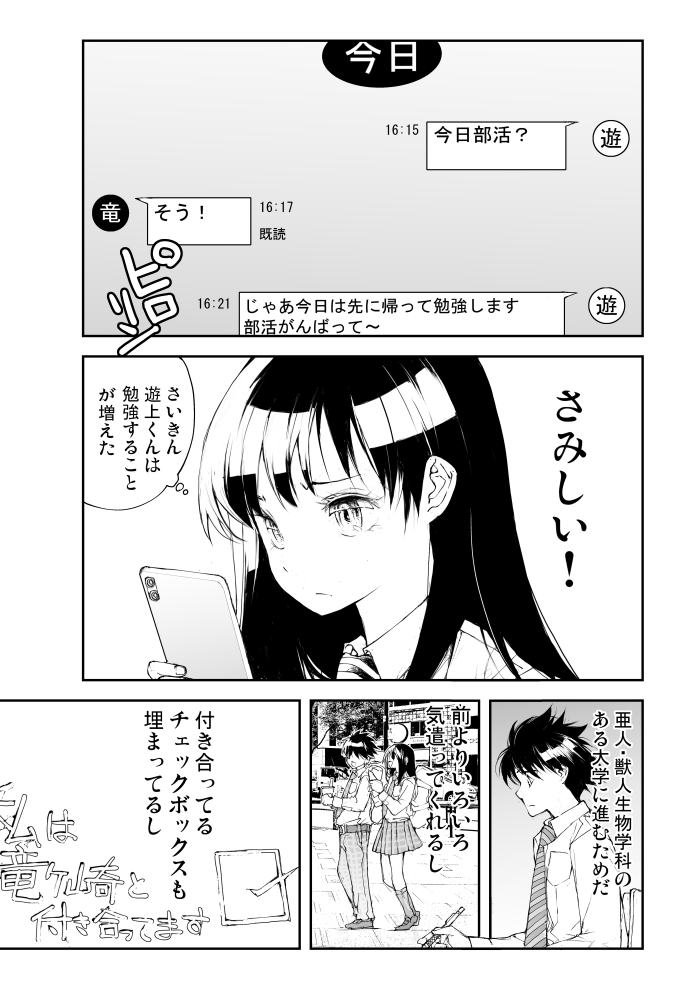 今日
16:15
今日部活?
遊
竜
そう!
16:17
既読
ピロリン
16:21
じゃあ今日は先に帰って勉強します
部活がんばって〜
遊
さみしい!
さいきん
遊上くんは
勉強すること
が増えた
亜人・獣人生物学科の
ある大学に進むためだ
前よりいろいろ
気遣ってくれるし
付き合ってる
チェックボックスも
埋まってるし
私は
竜ヶ崎と
付き合ってます